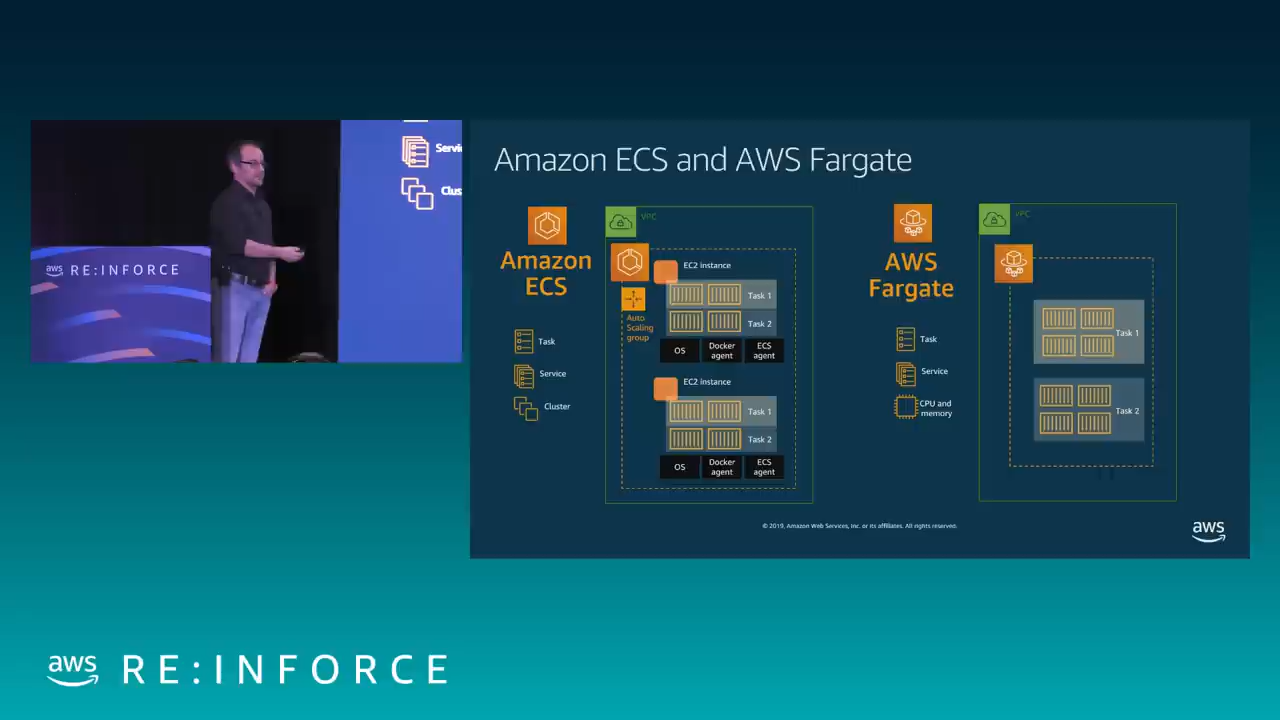 Servi
Clus
aws RE:INFORCE
Amazon ECS and AWS Fargate
Amazon
ECS
Task
Service
Cluster
VPC
EC2 instance
Auto
Scaling
group
Task 1
Task 2
OS
Docker
agent
ECS
agent
EC2 instance
Task 1
Task 2
OS
Docker
agent
ECS
agent
AWS
Fargate
Task
Service
CPU and
memory
VPC
Task 1
Task 2
© 2019, Amazon Web Services, Inc. or its affiliates. All rights reserved.
aws
aws RE:INFORCE